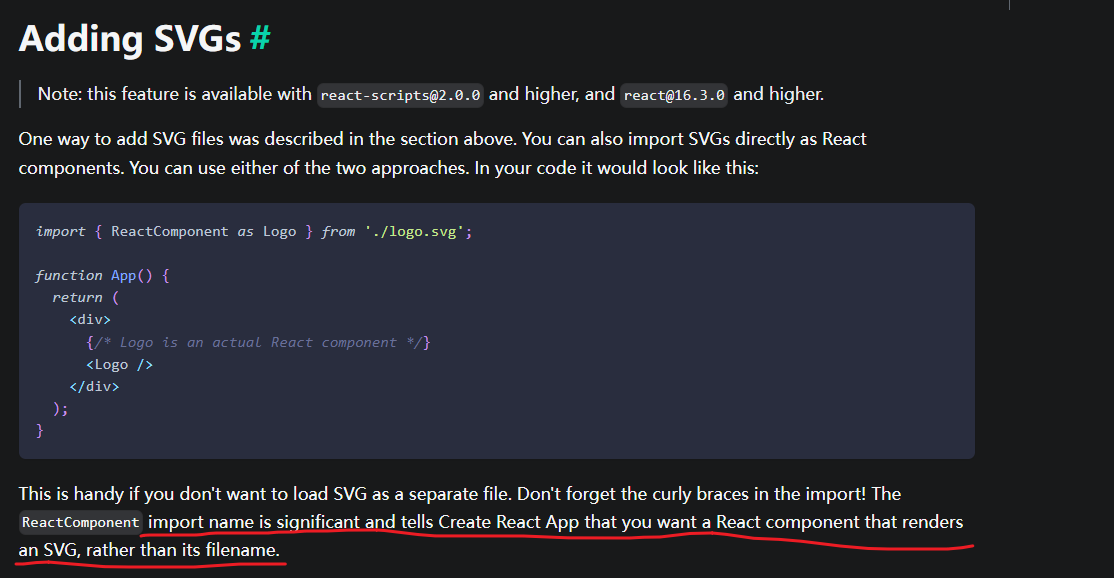 Adding SVGs #
Note: this feature is available with react-scripts@2.0.0 and higher, and react@16.3.0 and higher.
One way to add SVG files was described in the section above. You can also import SVGs directly as React
components. You can use either of the two approaches. In your code it would look like this:
import { ReactComponent as Logo } from './logo.svg';
function App() {
  return (
    <div>
      {/* Logo is an actual React component */}
      <Logo />
    </div>
  );
}
This is handy if you don't want to load SVG as a separate file. Don't forget the curly braces in the import! The
ReactComponent import name is significant and tells Create React App that you want a React component that renders
an SVG, rather than its filename.